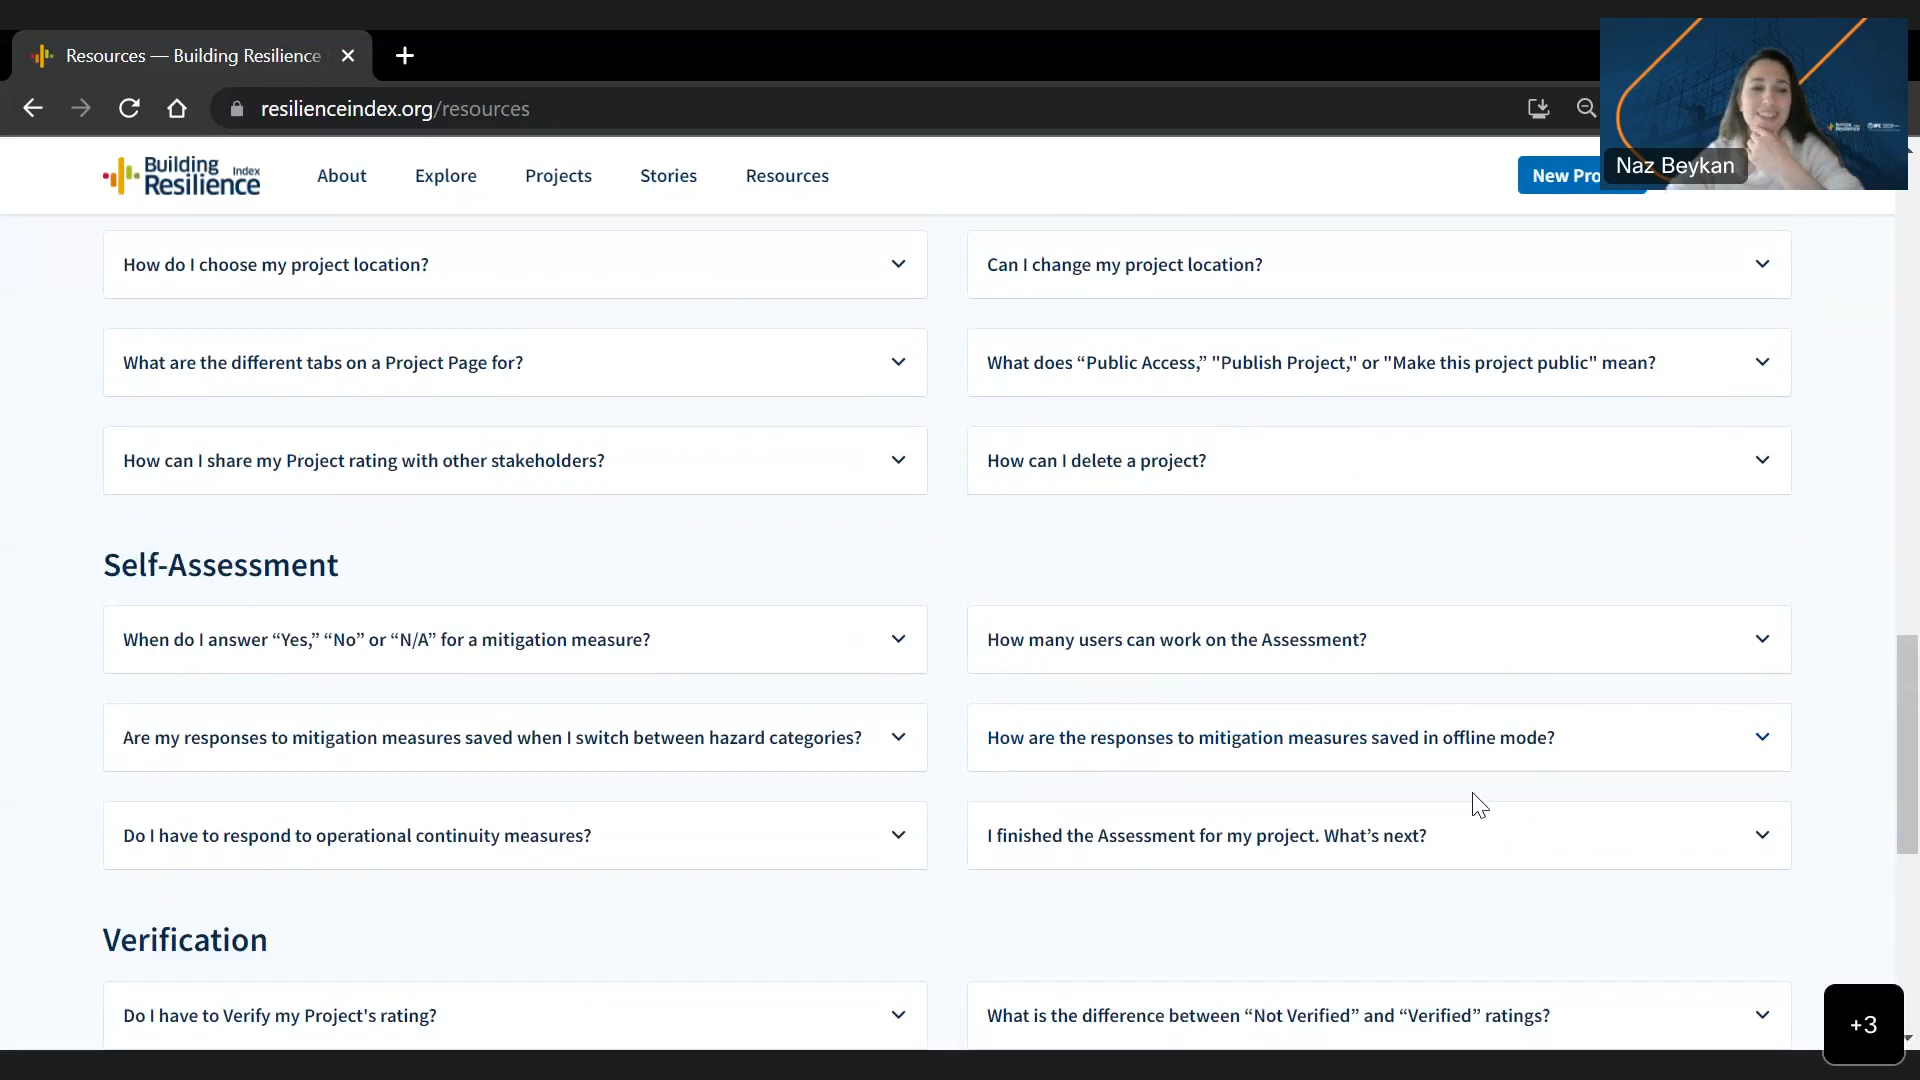 Resources — Building Resilience
resilienceindex.org/resources
Building
Resilience Index
About
Explore
Projects
Stories
Resources
New Pro
Naz Beykan
How do I choose my project location?
Can I change my project location?
What are the different tabs on a Project Page for?
What does “Public Access,” "Publish Project," or "Make this project public" mean?
How can I share my Project rating with other stakeholders?
How can I delete a project?
Self-Assessment
When do I answer “Yes,” “No” or “N/A” for a mitigation measure?
How many users can work on the Assessment?
Are my responses to mitigation measures saved when I switch between hazard categories?
How are the responses to mitigation measures saved in offline mode?
Do I have to respond to operational continuity measures?
I finished the Assessment for my project. What’s next?
Verification
Do I have to Verify my Project's rating?
What is the difference between “Not Verified” and “Verified” ratings?
+3